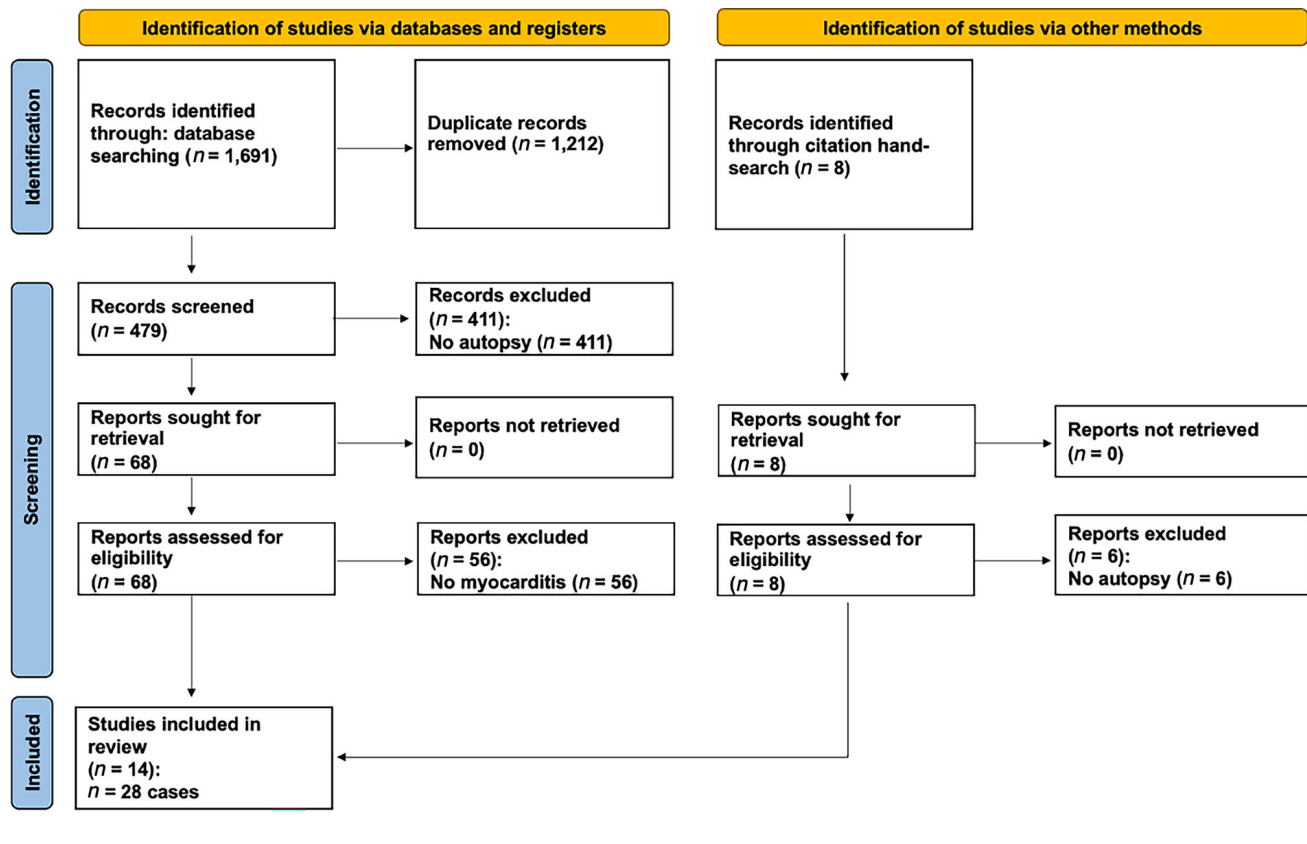 Identification of studies via databases and registers
Identification of studies via other methods
Identification
Records identified
through: database
searching (n = 1,691)
Duplicate records
removed (n = 1,212)
Records identified
through citation hand-
search (n = 8)
Screening
Records screened
(n = 479)
Records excluded
(n = 411):
No autopsy (n = 411)
Reports sought for
retrieval
(n = 68)
Reports not retrieved
(n = 0)
Reports sought for
retrieval
(n = 8)
Reports not retrieved
(n = 0)
Reports assessed for
eligibility
(n = 68)
Reports excluded
(n = 56):
No myocarditis (n = 56)
Reports assessed for
eligibility
(n = 8)
Reports excluded
(n = 6):
No autopsy (n = 6)
Included
Studies included in
review
(n = 14):
n = 28 cases